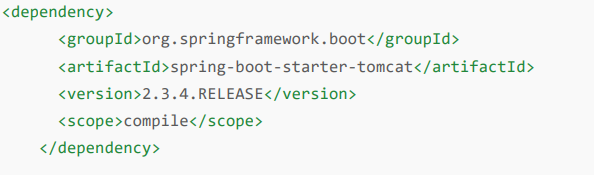 <dependency>
<groupId>org.springframework.boot</groupId>
<artifactId>spring-boot-starter-tomcat</artifactId>
<version>2.3.4.RELEASE</version>
<scope>compile</scope>
</dependency>